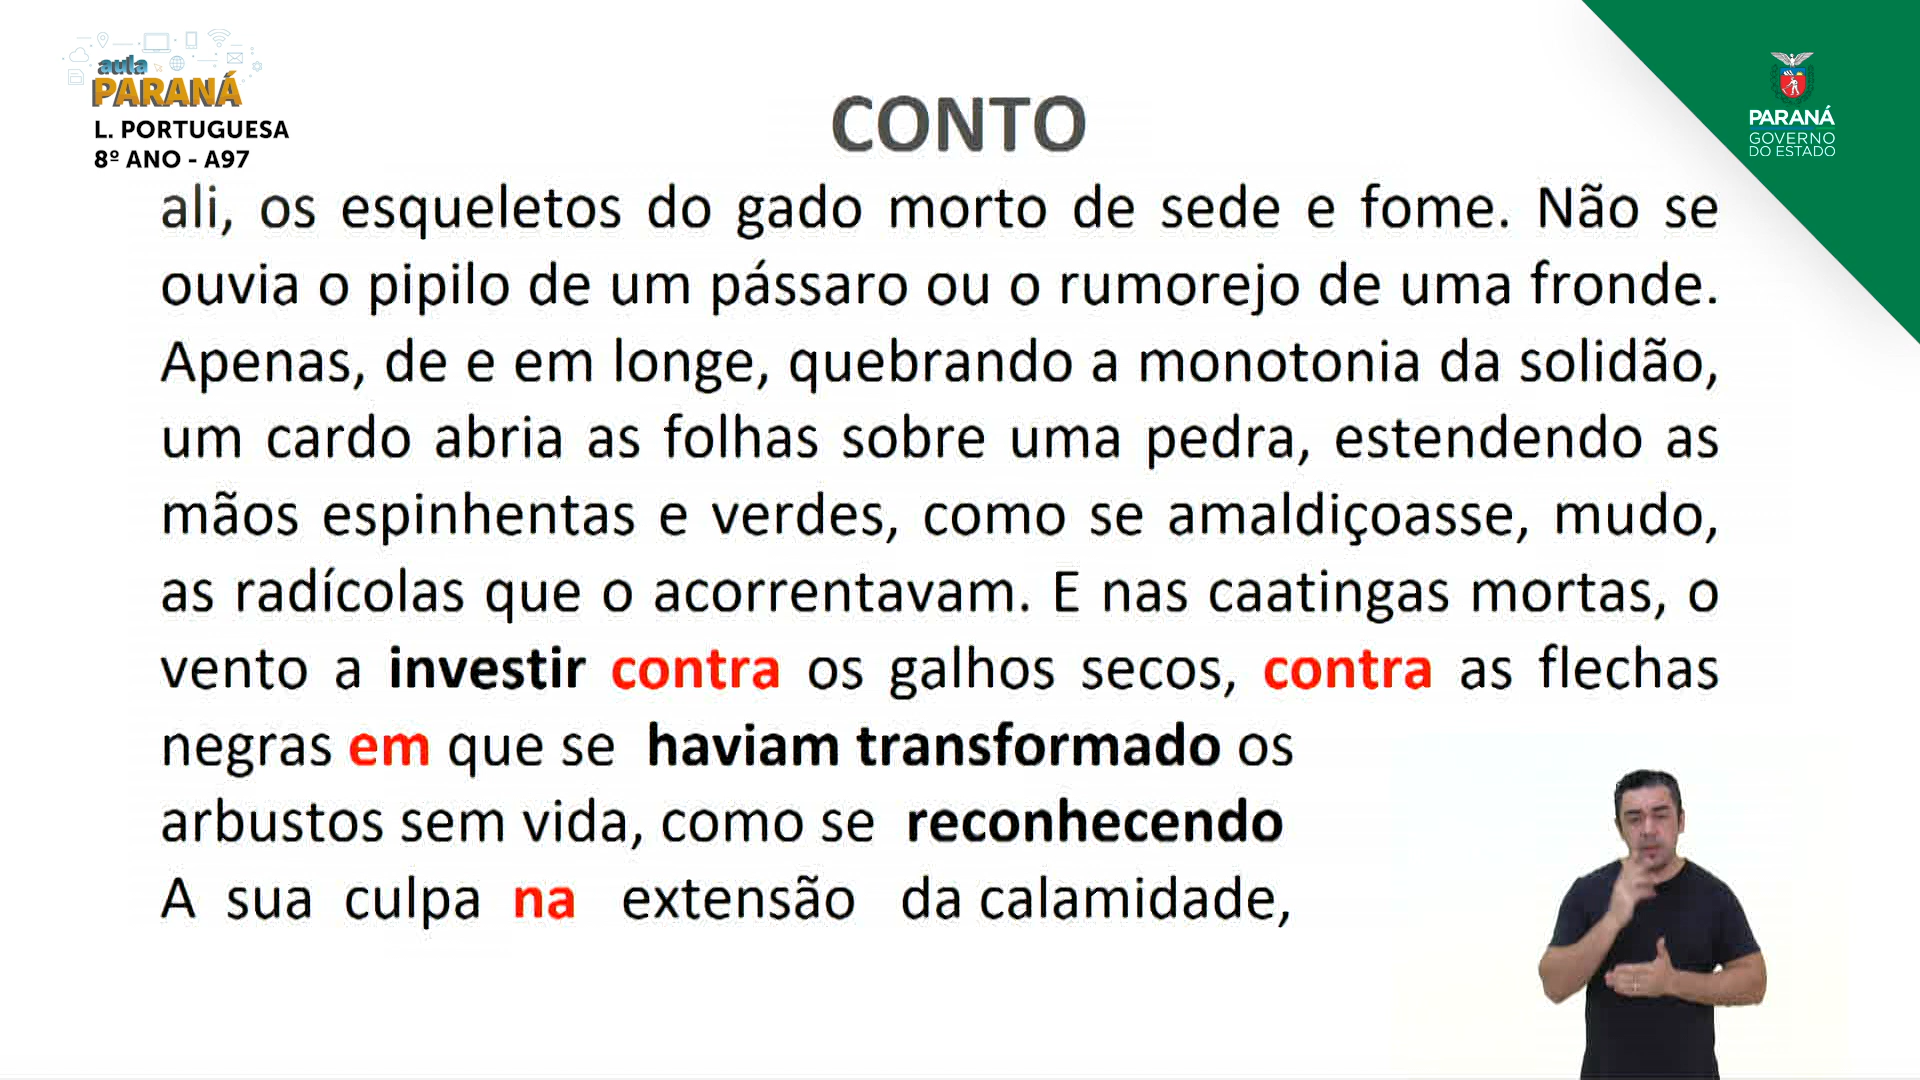 aula
PARANÁ
L. PORTUGUESA
8º ANO - A97
CONTO
PARANÁ
GOVERNO
DO ESTADO
ali, os esqueletos do gado morto de sede e fome. Não se
ouvia o pipilo de um pássaro ou o rumorejo de uma fronde.
Apenas, de e em longe, quebrando a monotonia da solidão,
um cardo abria as folhas sobre uma pedra, estendendo as
mãos espinhentas e verdes, como se amaldiçoasse, mudo,
as radícolas que o acorrentavam. E nas caatingas mortas, o
vento a investir contra os galhos secos, contra as flechas
negras em que se haviam transformado os
arbustos sem vida, como se reconhecendo
A sua culpa na extensão da calamidade,